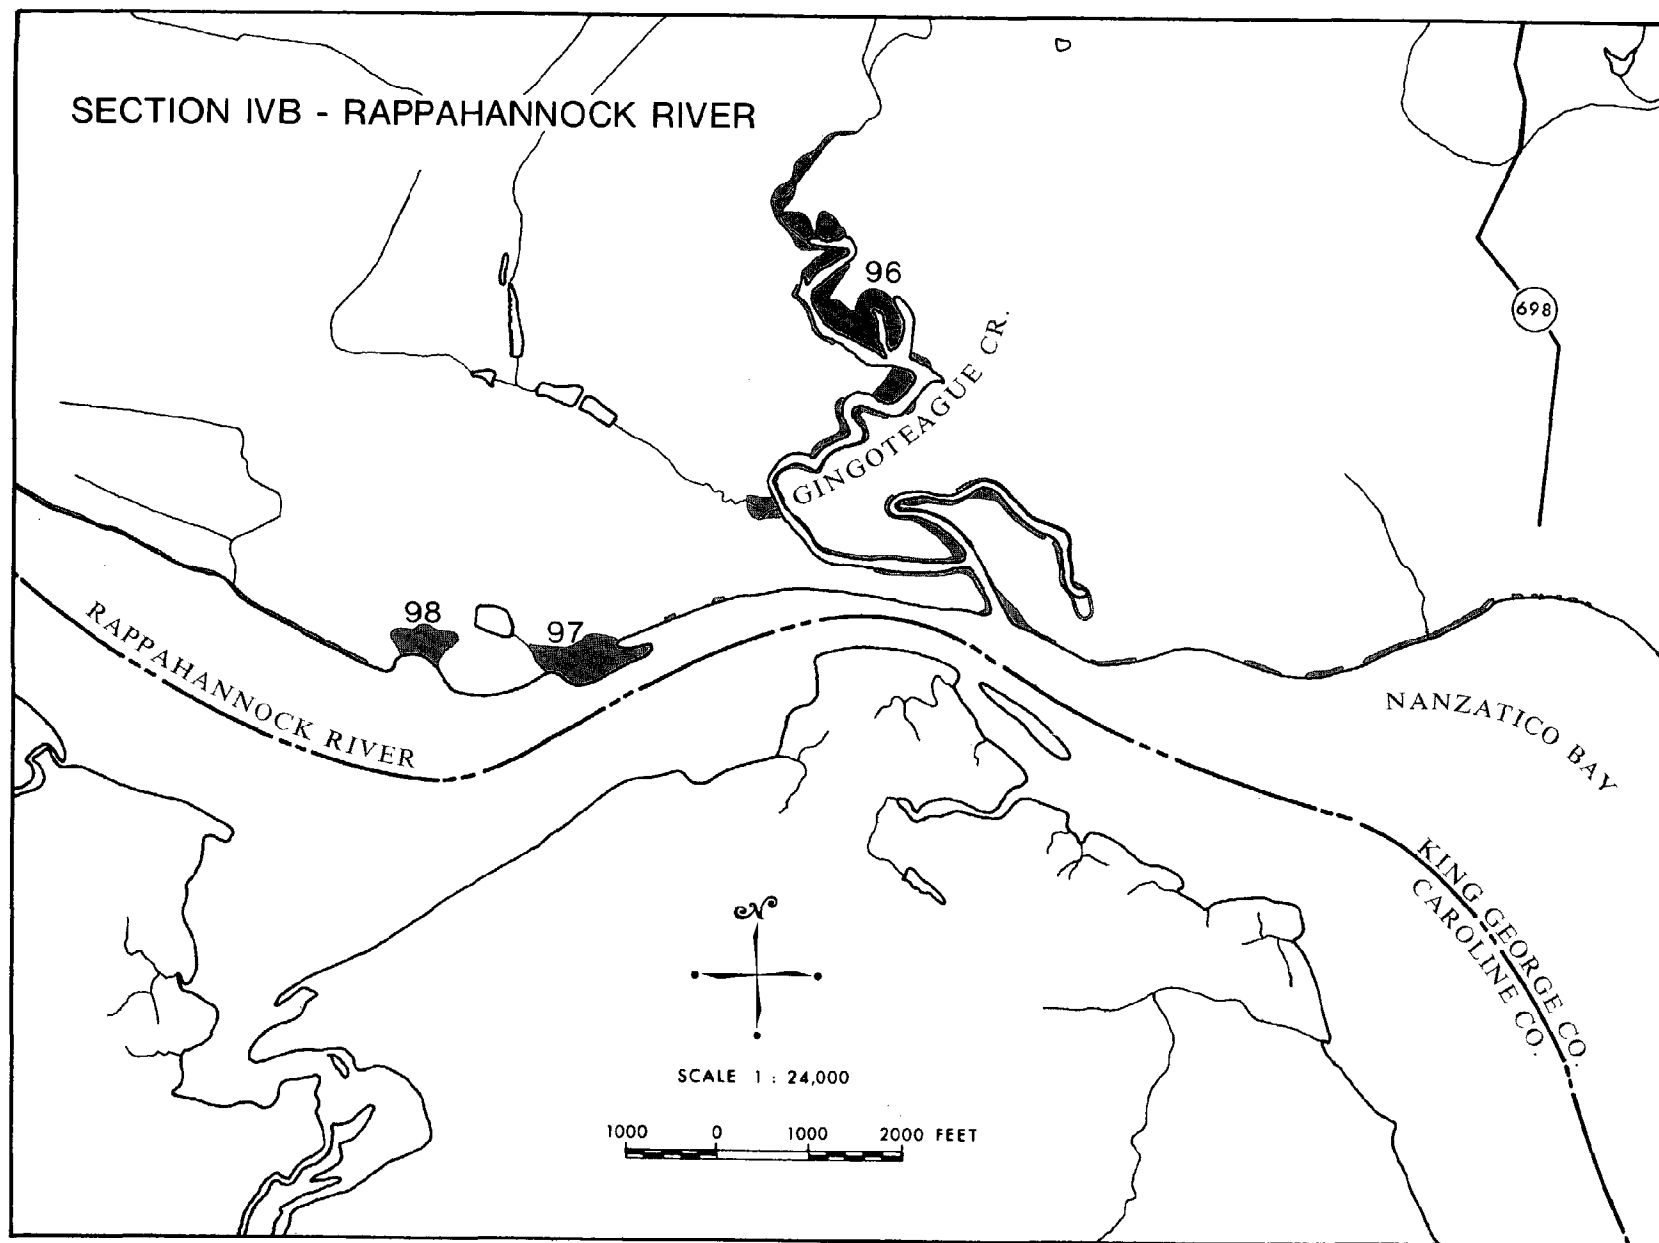 SECTION IVB - RAPPAHANNOCK RIVER
96
698
GINGOTEAGUE CR.
98
97
RAPPAHANNOCK RIVER
NANZATICO BAY
KING GEORGE CO.
CAROLINE CO.
N
SCALE 1 : 24,000
1000 0 1000 2000 FEET